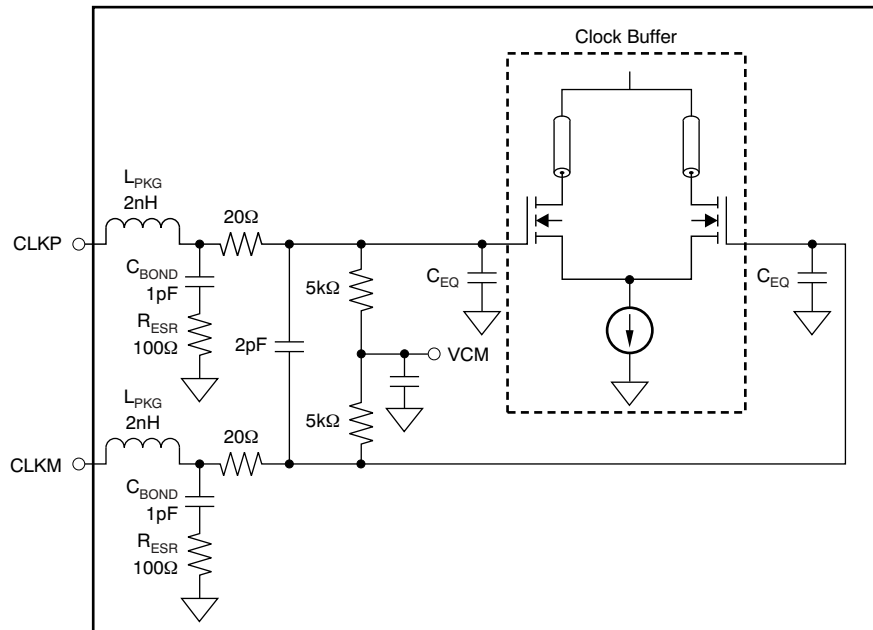 Clock Buffer
L_PKG
2nH
20Ω
CLKP
C_BOND
1pF
R_ESR
100Ω
5kΩ
C_EQ
C_EQ
2pF
VCM
L_PKG
2nH
20Ω
5kΩ
CLKM
C_BOND
1pF
R_ESR
100Ω